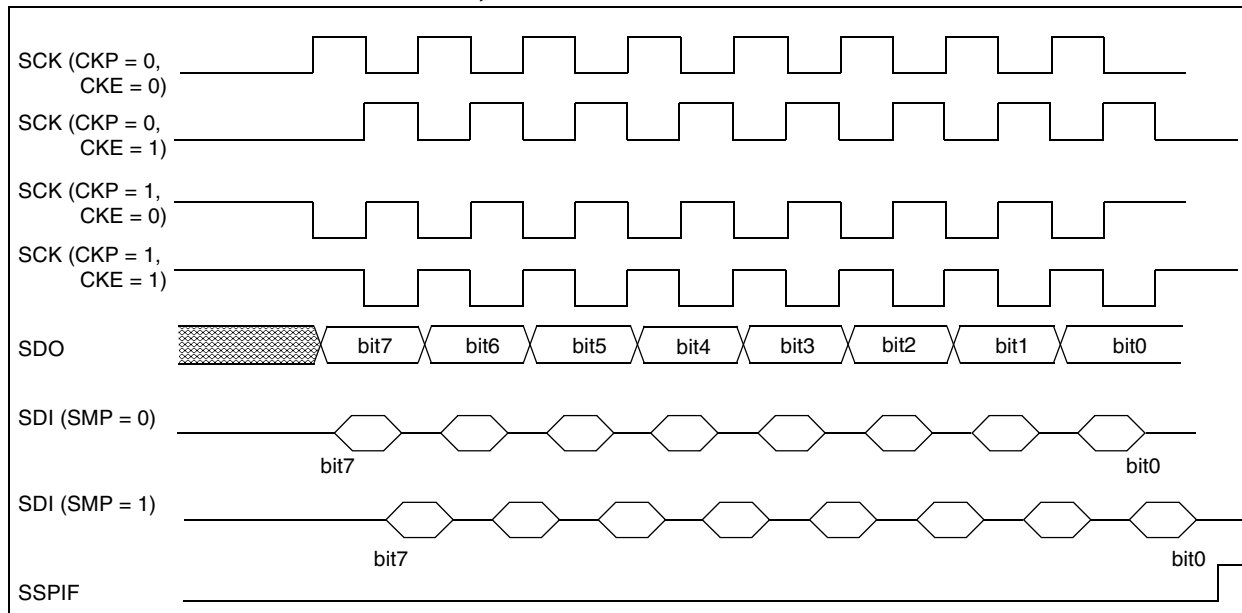 SCK (CKP = 0,
CKE = 0)
SCK (CKP = 0,
CKE = 1)
SCK (CKP = 1,
CKE = 0)
SCK (CKP = 1,
CKE = 1)
SDO bit7 bit6 bit5 bit4 bit3 bit2 bit1 bit0
SDI (SMP = 0)
bit7 bit0
SDI (SMP = 1)
bit7 bit0
SSPIF